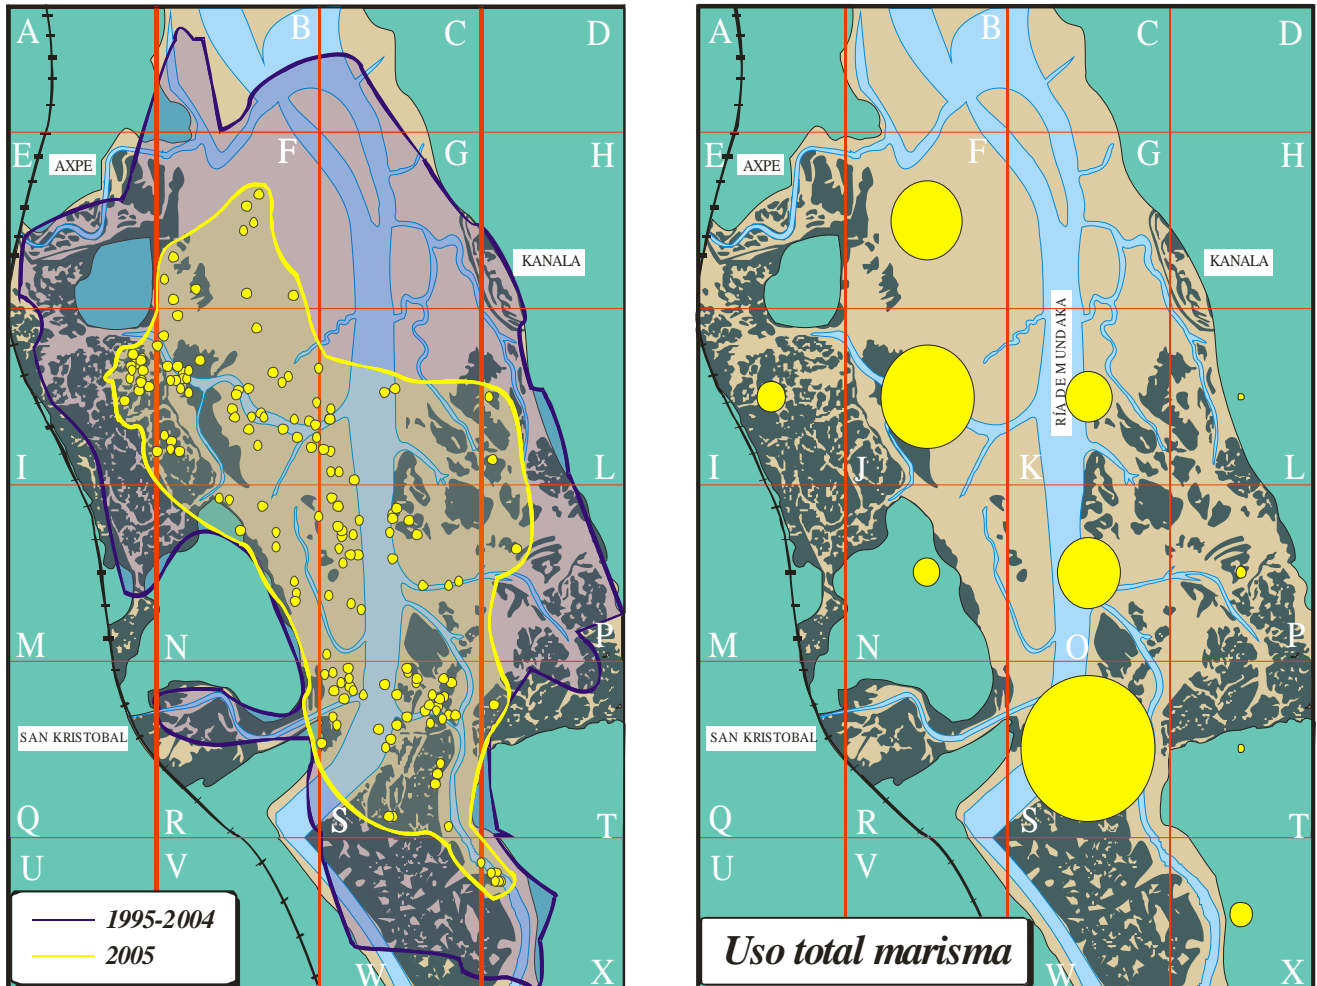 A
B
C
D
E
AXPE
F
G
H
KANALA
I
L
M
N
P
SAN KRISTOBAL
Q
R
S
T
U
V
1995-2004
2005
W
X
A
B
C
D
E
AXPE
F
G
H
KANALA
RÍA DE MUNDAKA
I
J
K
L
M
N
O
P
SAN KRISTOBAL
Q
R
S
T
U
V
Uso total marisma
W
X